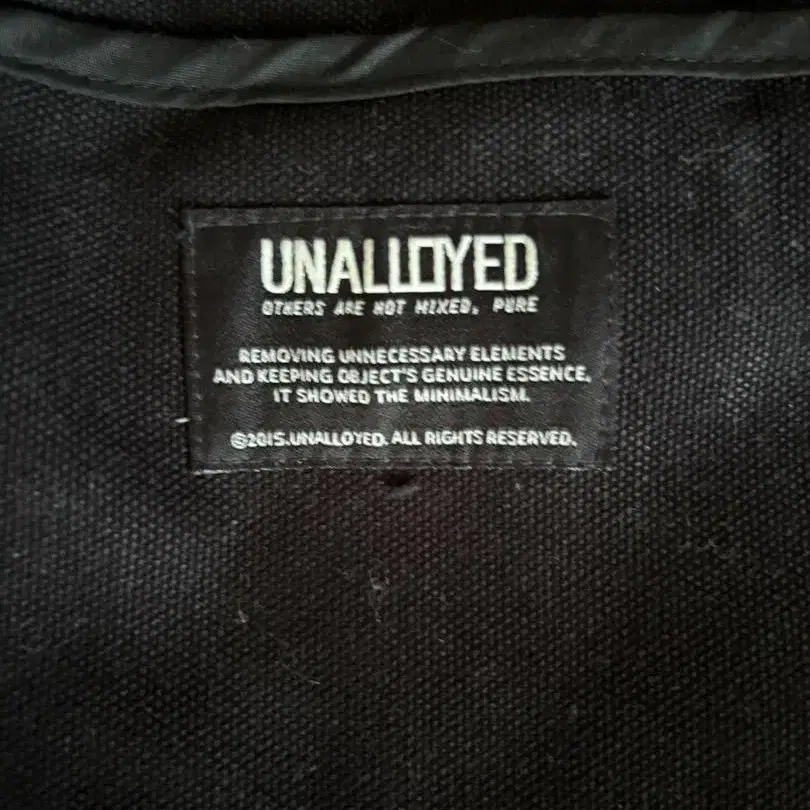 UNALLOYED
OTHERS ARE NOT MIXED, PURE
REMOVING UNNECESSARY ELEMENTS
AND KEEPING OBJECT'S GENUINE ESSENCE,
IT SHOWED THE MINIMALISM.
©2015.UNALLOYED. ALL RIGHTS RESERVED.